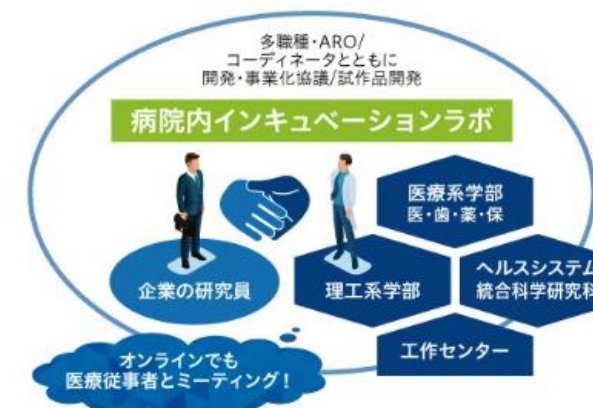 多職種・ARO/
コーディネータとともに
開発・事業化協議/試作品開発
病院内インキュベーションラボ
医療系学部
医・歯・薬・保
企業の研究員
理工系学部
ヘルスシステム
統合科学研究科
工作センター
オンラインでも
医療従事者とミーティング！